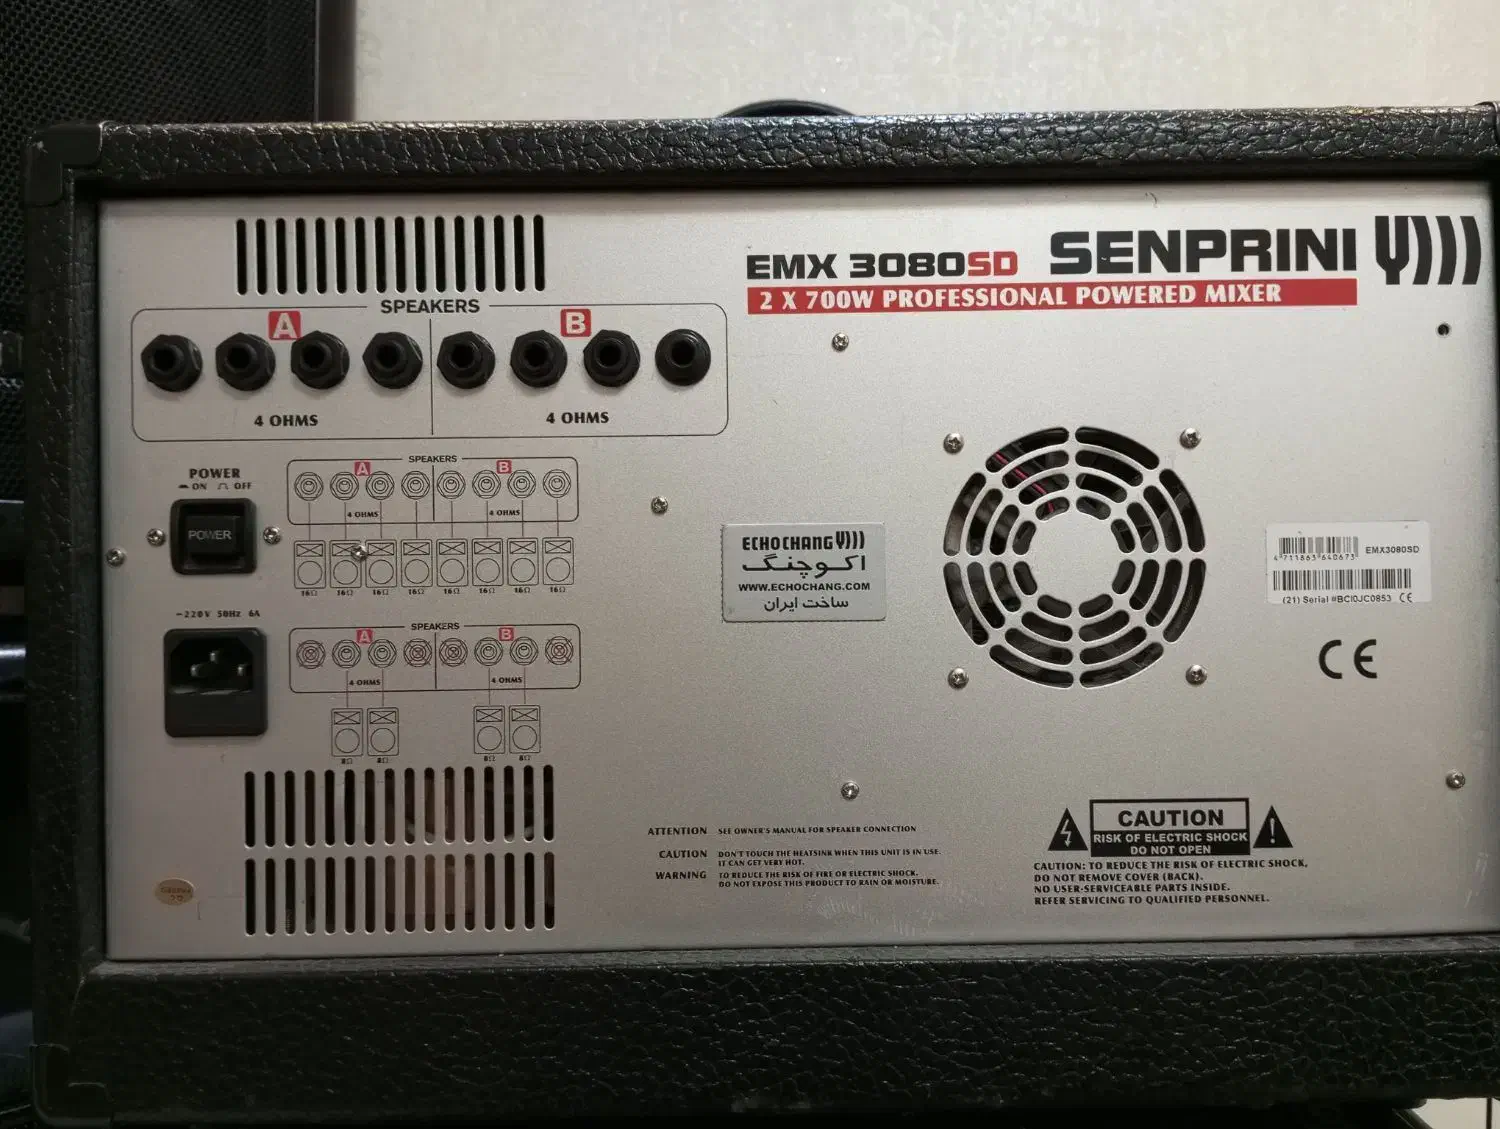 EMX 3080SD SENPRINI
2 X 700W PROFESSIONAL POWERED MIXER
SPEAKERS
A B
4 OHMS 4 OHMS
POWER
ON OFF
POWER
~220V 50Hz 6A
SPEAKERS
A B
4 OHMS 4 OHMS
16Ω 16Ω 16Ω 16Ω 16Ω 16Ω 16Ω 16Ω
SPEAKERS
A B
4 OHMS 4 OHMS
8Ω 8Ω 8Ω 8Ω
ECHOCHANG
اکوچنگ
WWW.ECHOCHANG.COM
ساخت ایران
4 711863 640673 EMX3080SD
(21) Serial #BCI0JC0853 CE
CE
ATTENTION SEE OWNER'S MANUAL FOR SPEAKER CONNECTION
CAUTION DON'T TOUCH THE HEATSINK WHEN THIS UNIT IS IN USE.
IT CAN GET VERY HOT.
WARNING TO REDUCE THE RISK OF FIRE OR ELECTRIC SHOCK.
DO NOT EXPOSE THIS PRODUCT TO RAIN OR MOISTURE.
CAUTION
RISK OF ELECTRIC SHOCK
DO NOT OPEN
CAUTION: TO REDUCE THE RISK OF ELECTRIC SHOCK,
DO NOT REMOVE COVER (BACK).
NO USER-SERVICEABLE PARTS INSIDE.
REFER SERVICING TO QUALIFIED PERSONNEL.